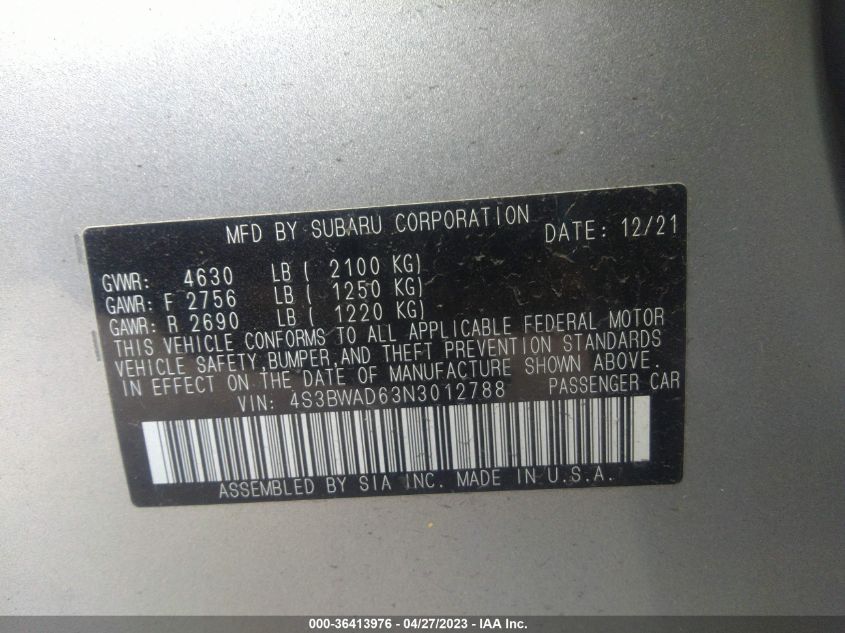 MFD BY SUBARU CORPORATION DATE: 12/21
GVWR: 4630 LB ( 2100 KG)
GAWR: F 2756 LB ( 1250 KG)
GAWR: R 2690 LB ( 1220 KG)
THIS VEHICLE CONFORMS TO ALL APPLICABLE FEDERAL MOTOR
VEHICLE SAFETY,BUMPER,AND THEFT PREVENTION STANDARDS
IN EFFECT ON THE DATE OF MANUFACTURE SHOWN ABOVE.
VIN: 4S3BWAD63N3012788 PASSENGER CAR
ASSEMBLED BY SIA INC. MADE IN U.S.A.
000-36413976 - 04/27/2023 - IAA Inc.